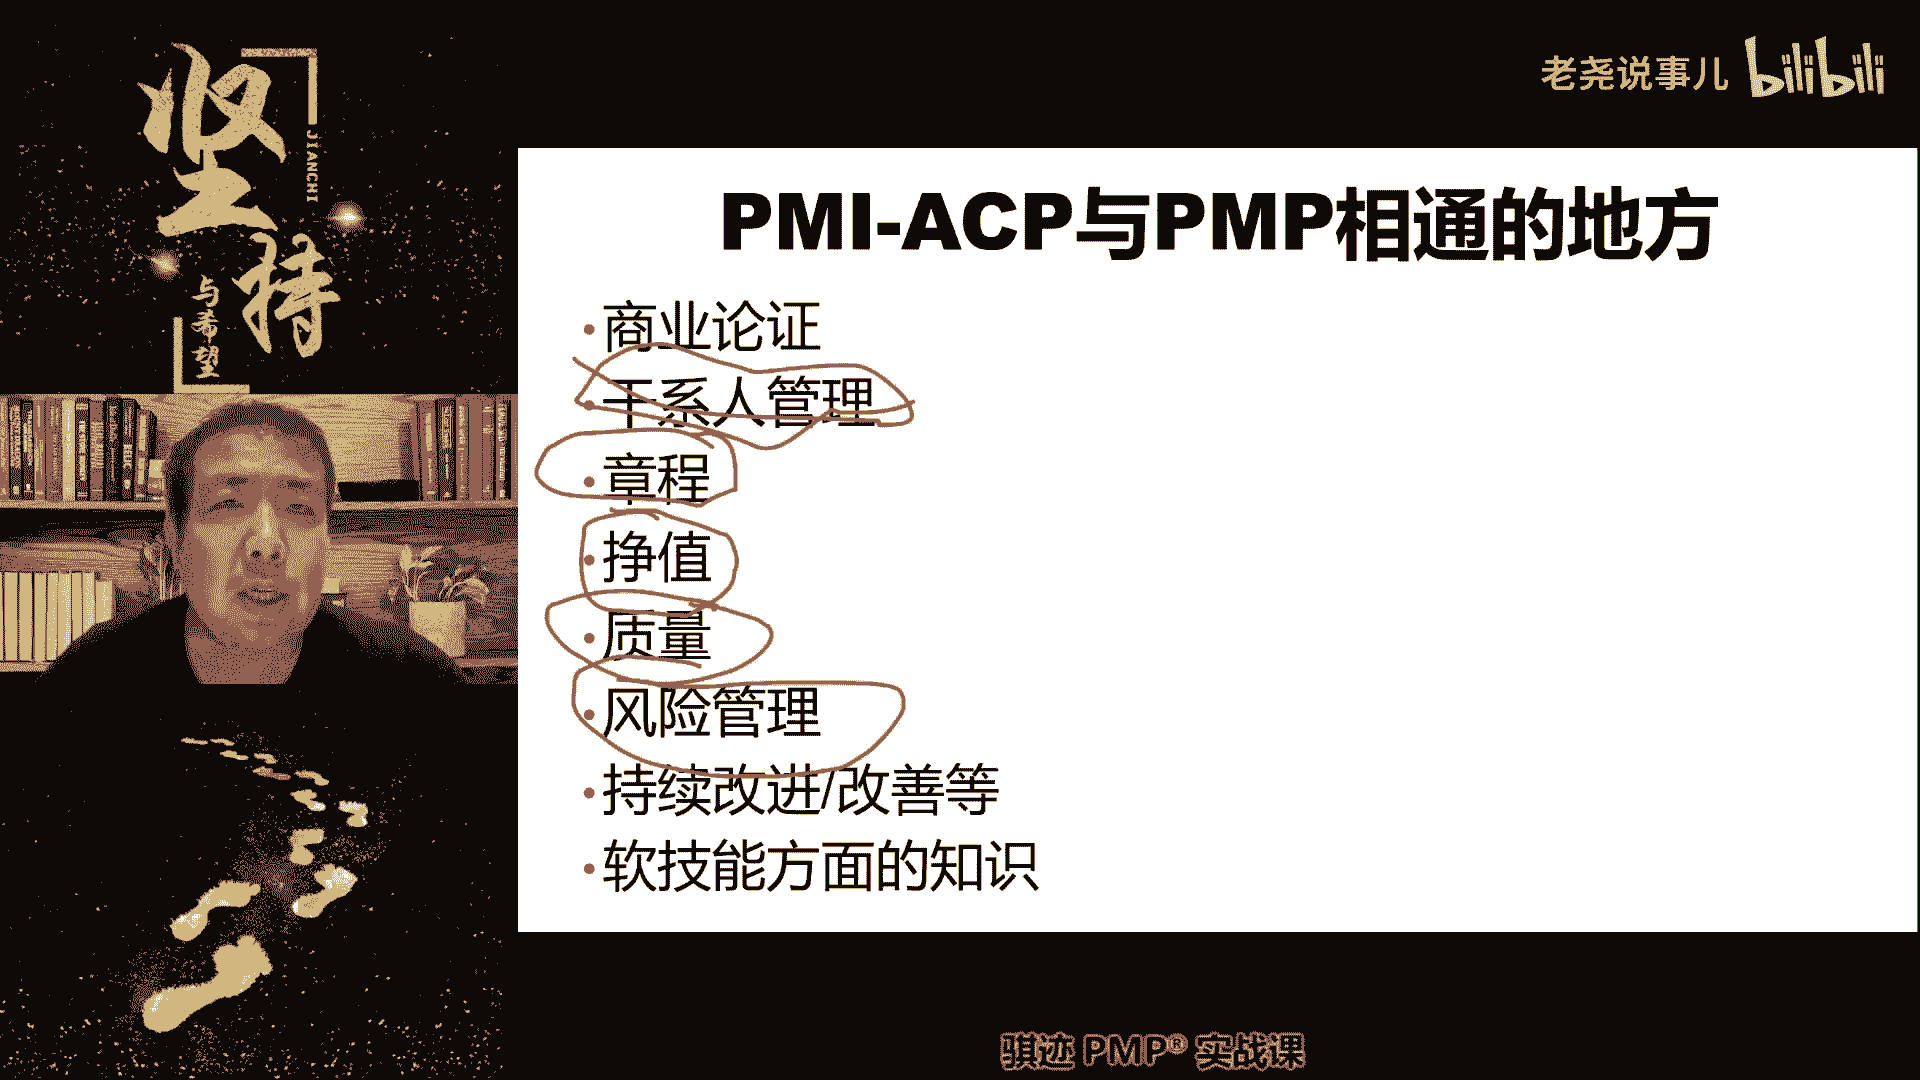 坚持
JIANCHI
与希望
老尧说事儿 bilibili
PMI-ACP与PMP相通的地方
•商业论证
•干系人管理
•章程
•挣值
•质量
•风险管理
•持续改进/改善等
•软技能方面的知识
骐迹 PMP® 实战课